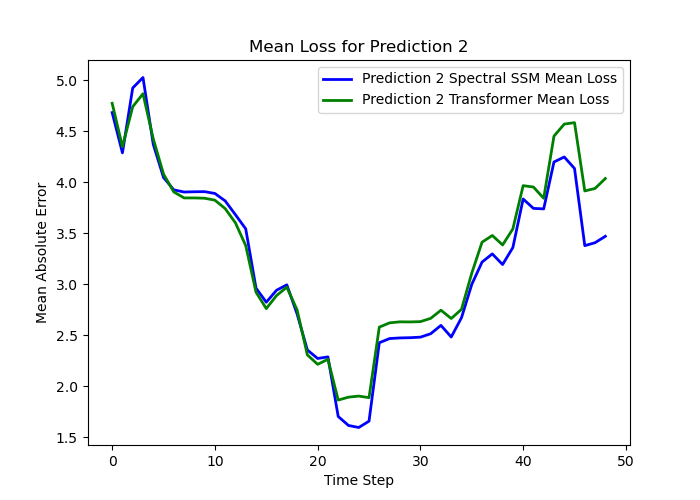 Mean Loss for Prediction 2
Prediction 2 Spectral SSM Mean Loss
Prediction 2 Transformer Mean Loss
Mean Absolute Error
5.0
4.5
4.0
3.5
3.0
2.5
2.0
1.5
0 10 20 30 40 50
Time Step